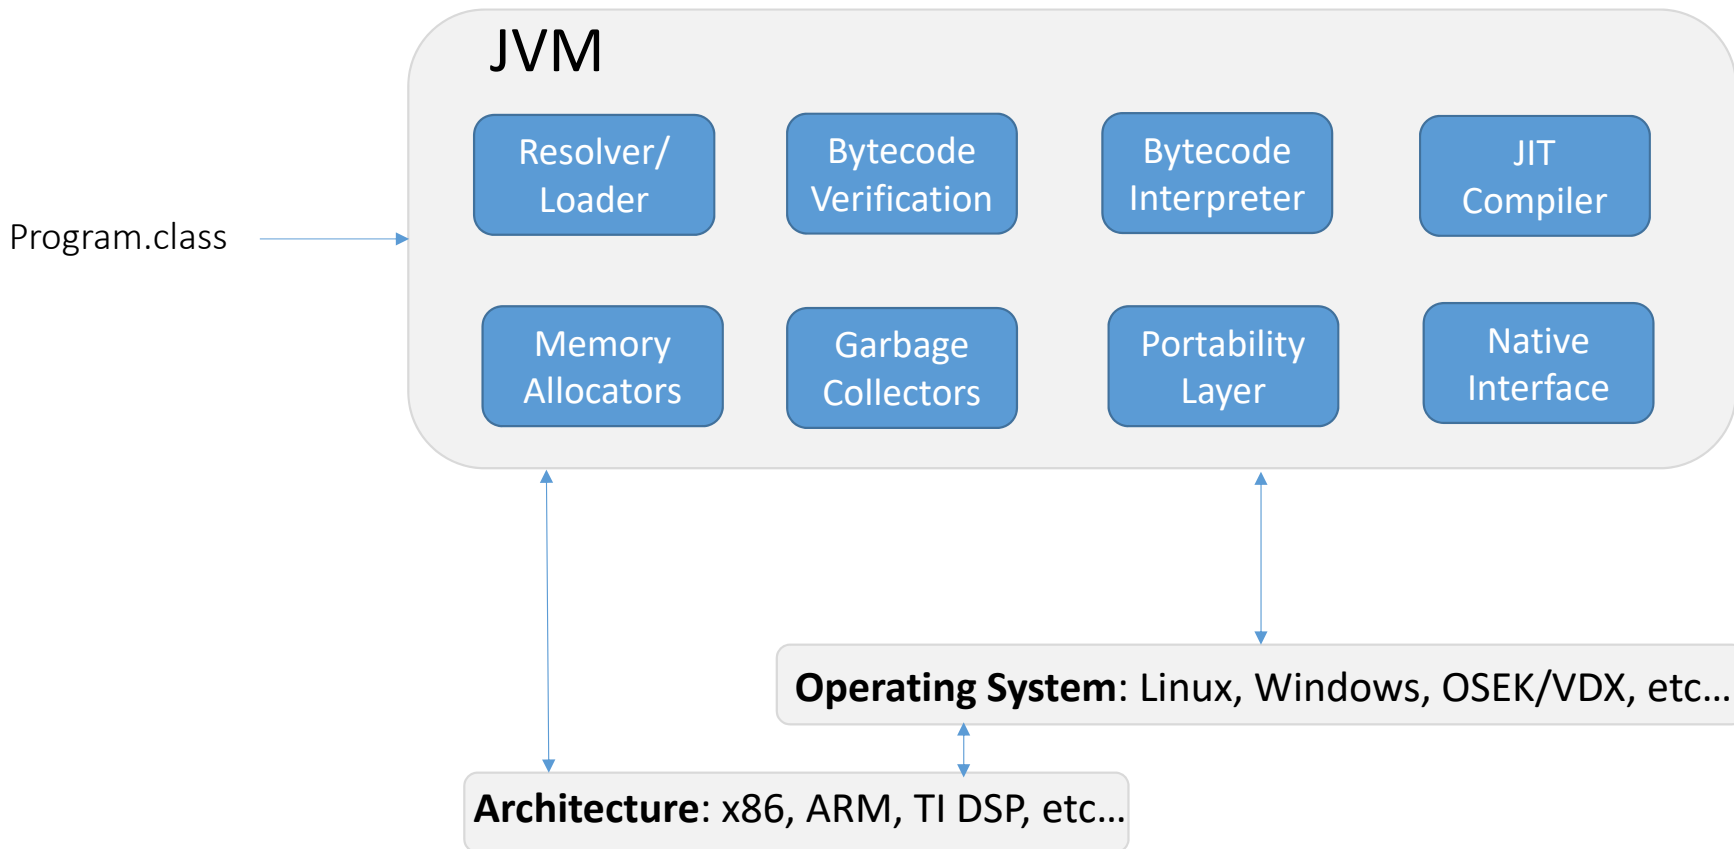 JVM
Resolver/
Loader
Bytecode
Verification
Bytecode
Interpreter
JIT
Compiler
Program.class
Memory
Allocators
Garbage
Collectors
Portability
Layer
Native
Interface
Operating System: Linux, Windows, OSEK/VDX, etc…
Architecture: x86, ARM, TI DSP, etc…